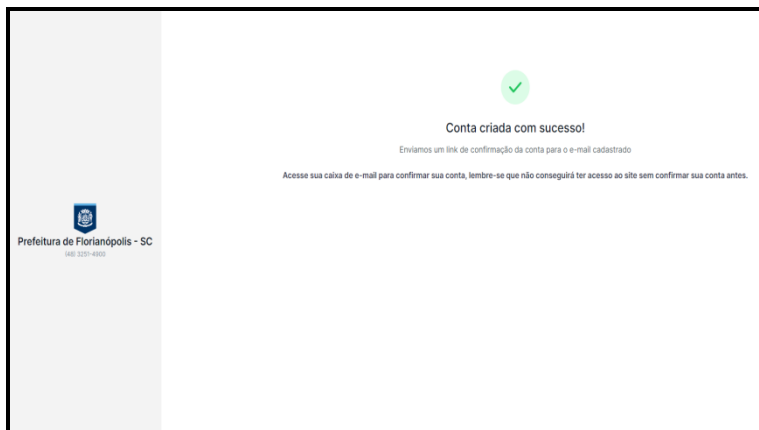 Conta criada com sucesso!
Enviamos um link de confirmação da conta para o e-mail cadastrado
Acesse sua caixa de e-mail para confirmar sua conta, lembre-se que não conseguirá ter acesso ao site sem confirmar sua conta antes.
Prefeitura de Florianópolis - SC
(48) 3251-4900